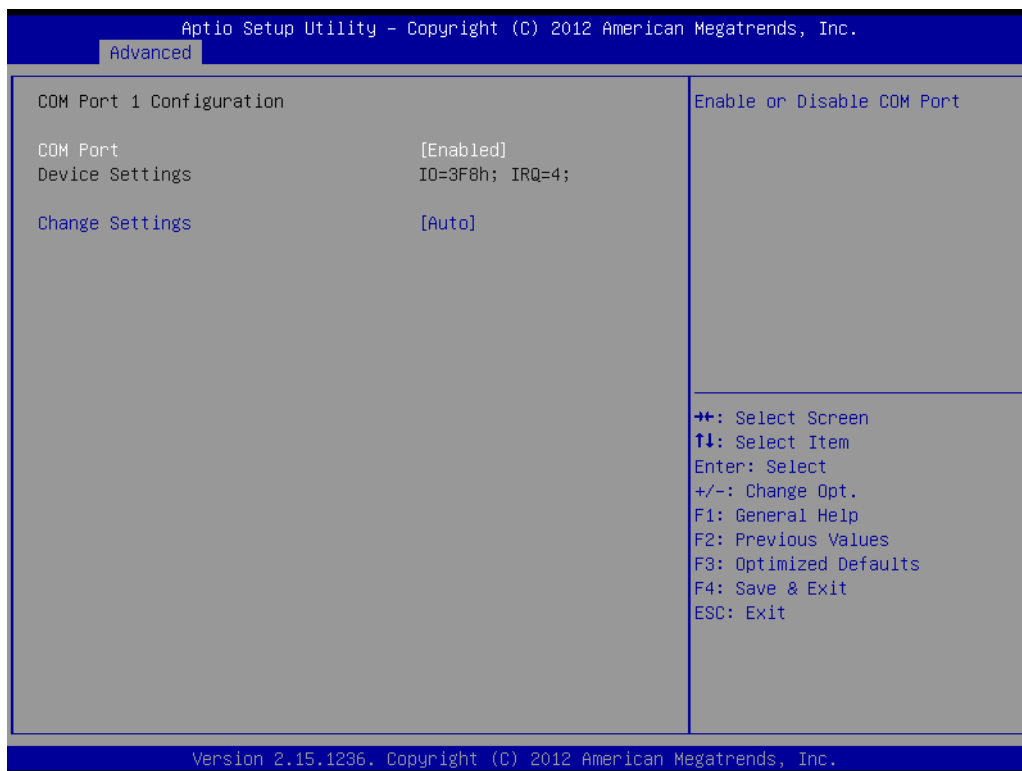 Aptio Setup Utility – Copyright (C) 2012 American Megatrends, Inc.
Advanced
COM Port 1 Configuration
COM Port [Enabled]
Device Settings IO=3F8h; IRQ=4;
Change Settings [Auto]
Enable or Disable COM Port
→←: Select Screen
↑↓: Select Item
Enter: Select
+/-: Change Opt.
F1: General Help
F2: Previous Values
F3: Optimized Defaults
F4: Save & Exit
ESC: Exit
Version 2.15.1236. Copyright (C) 2012 American Megatrends, Inc.